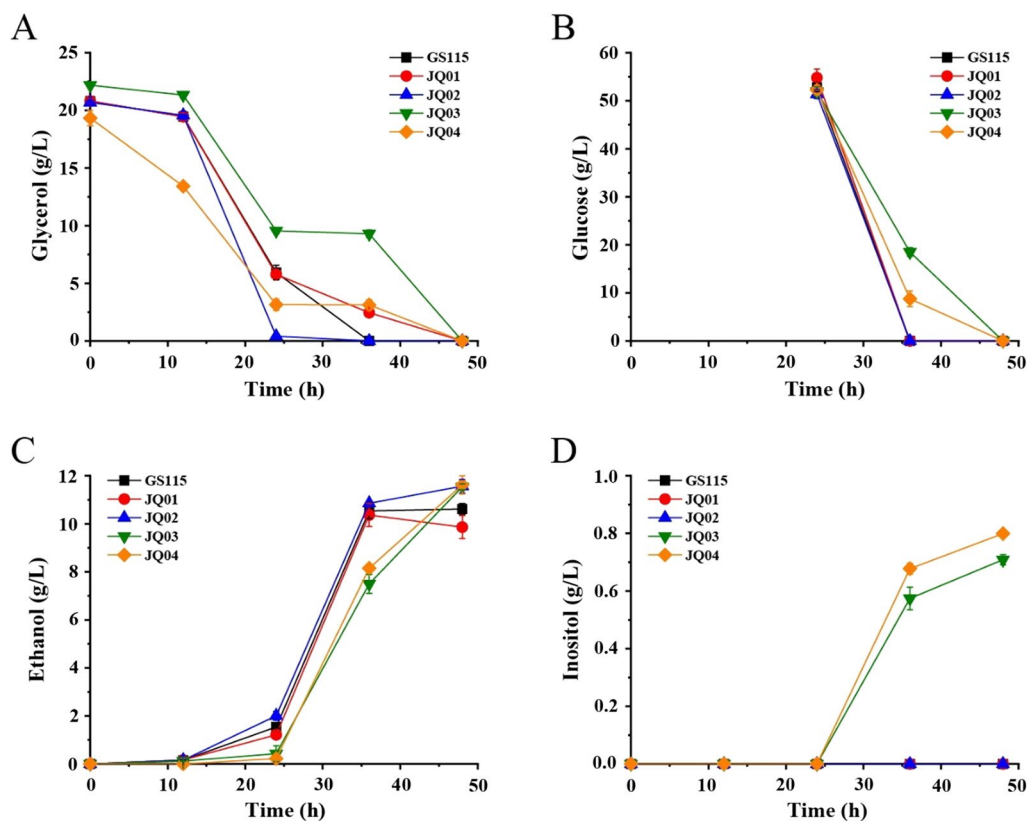 A
25
20
15
10
5
0
Glycerol (g/L)
GS115
JQ01
JQ02
JQ03
JQ04
0 10 20 30 40 50
Time (h)
B
60
50
40
30
20
10
0
Glucose (g/L)
GS115
JQ01
JQ02
JQ03
JQ04
0 10 20 30 40 50
Time (h)
C
12
10
8
6
4
2
0
Ethanol (g/L)
GS115
JQ01
JQ02
JQ03
JQ04
0 10 20 30 40 50
Time (h)
D
1.0
0.8
0.6
0.4
0.2
0.0
Inositol (g/L)
GS115
JQ01
JQ02
JQ03
JQ04
0 10 20 30 40 50
Time (h)